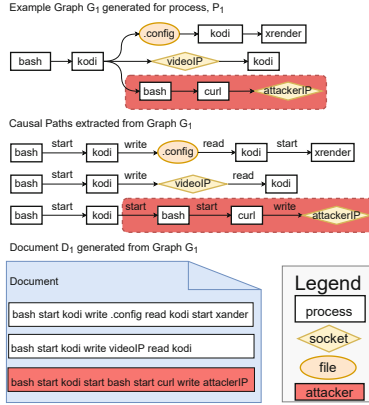 Example Graph G1 generated for process, P1
.config kodi xrender
bash kodi videoIP kodi
bash curl attackerIP
Causal Paths extracted from Graph G1
start write read start
bash kodi .config kodi xrender
start write read
bash kodi videoIP kodi
start start start write
bash kodi bash curl attackerIP
Document D1 generated from Graph G1
Document
bash start kodi write .config read kodi start xander
bash start kodi write videoIP read kodi
bash start kodi start bash start curl write attaclerIP
Legend
process
socket
file
attacker